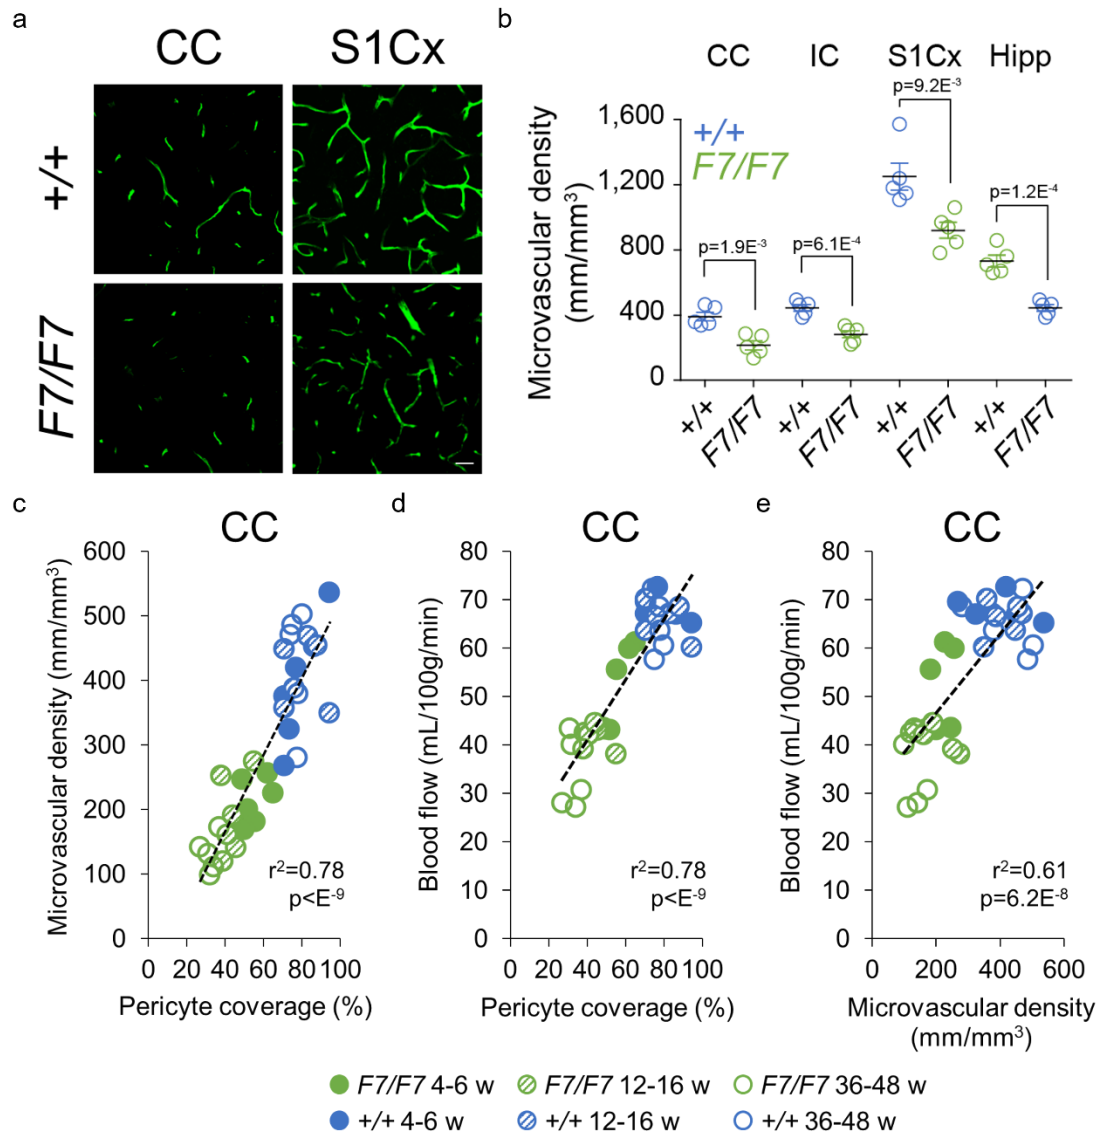 a
CC S1Cx
+/+
F7/F7
b
CC IC S1Cx Hipp
Microvascular density
(mm/mm³)
1,600
1,200
800
400
0
+/+
F7/F7
p=1.9E⁻³
p=6.1E⁻⁴
p=9.2E⁻³
p=1.2E⁻⁴
+/+ F7/F7 +/+ F7/F7 +/+ F7/F7 +/+ F7/F7
c
CC
Microvascular density (mm/mm³)
600
500
400
300
200
100
0
r²=0.78
p<E⁻⁹
0 20 40 60 80 100
Pericyte coverage (%)
d
CC
Blood flow (mL/100g/min)
80
70
60
50
40
30
20
10
0
r²=0.78
p<E⁻⁹
0 20 40 60 80 100
Pericyte coverage (%)
e
CC
Blood flow (mL/100g/min)
80
70
60
50
40
30
20
10
0
r²=0.61
p=6.2E⁻⁸
0 200 400 600
Microvascular density
(mm/mm³)
F7/F7 4-6 w F7/F7 12-16 w F7/F7 36-48 w
+/+ 4-6 w +/+ 12-16 w +/+ 36-48 w